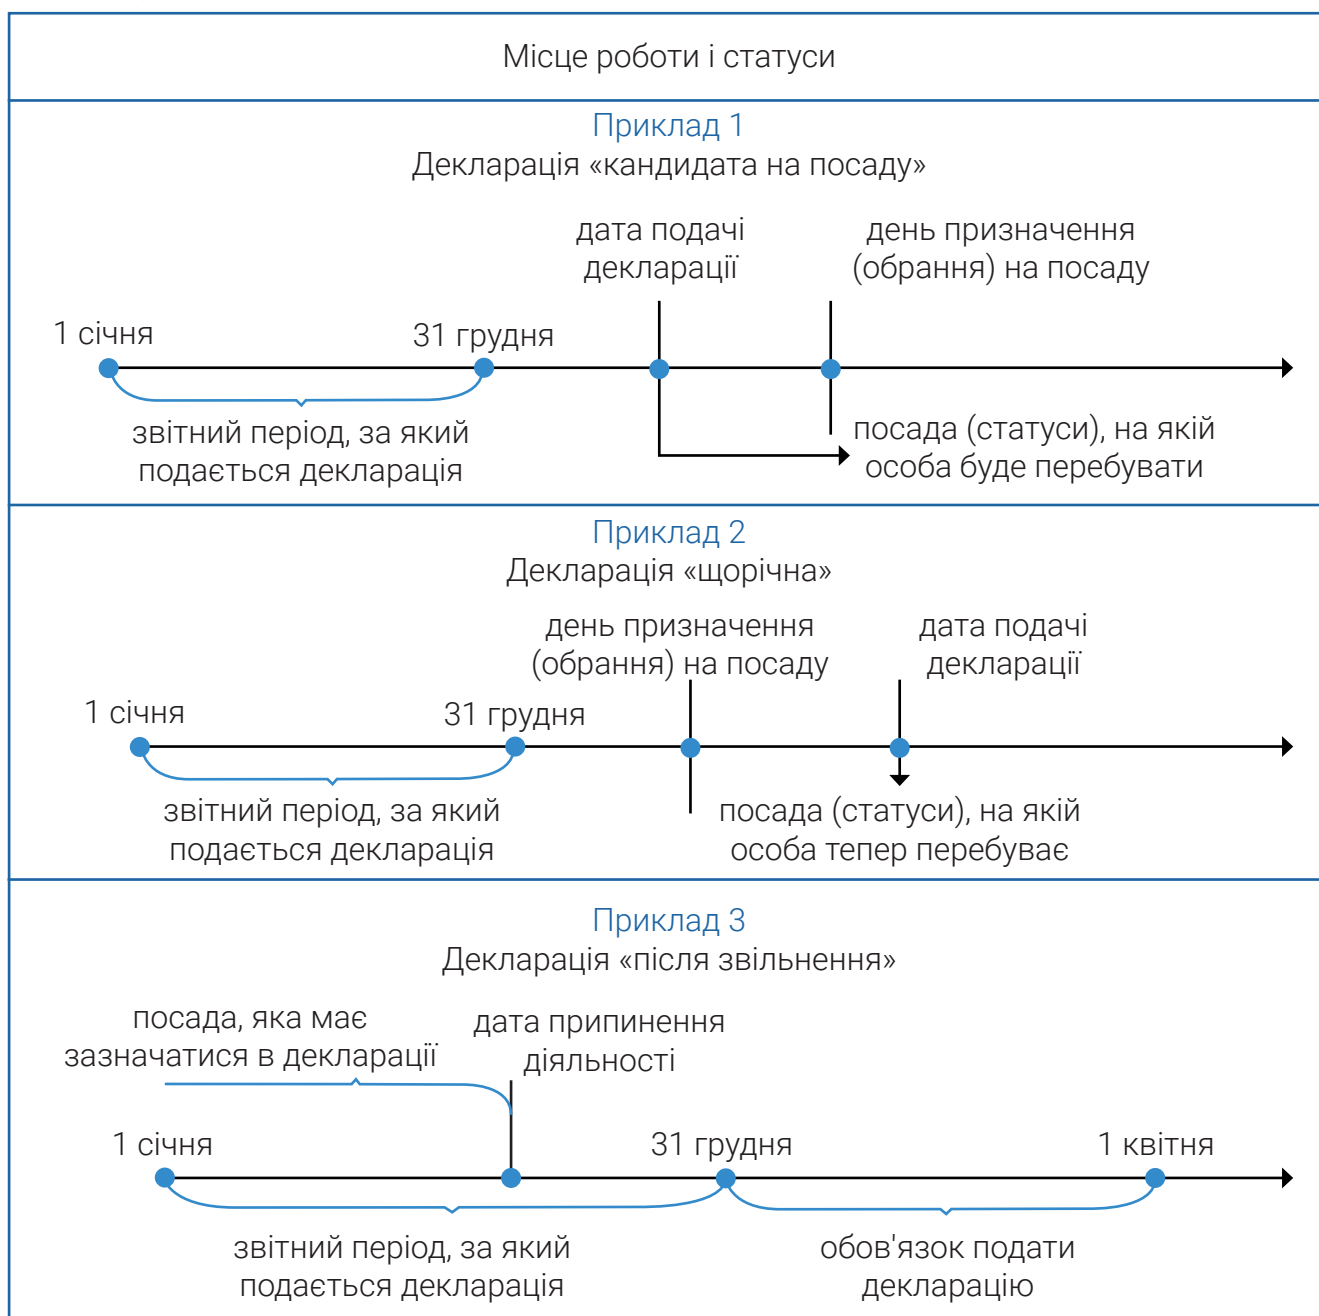 Місце роботи і статуси
Приклад 1
Декларація «кандидата на посаду»
дата подачі
декларації
день призначення
(обрання) на посаду
1 січня
31 грудня
звітний період, за який
подається декларація
посада (статуси), на якій
особа буде перебувати
Приклад 2
Декларація «щорічна»
день призначення
(обрання) на посаду
дата подачі
декларації
1 січня
31 грудня
звітний період, за який
подається декларація
посада (статуси), на якій
особа тепер перебуває
Приклад 3
Декларація «після звільнення»
посада, яка має
зазначатися в декларації
дата припинення
діяльності
1 січня
31 грудня
1 квітня
звітний період, за який
подається декларація
обов'язок подати
декларацію